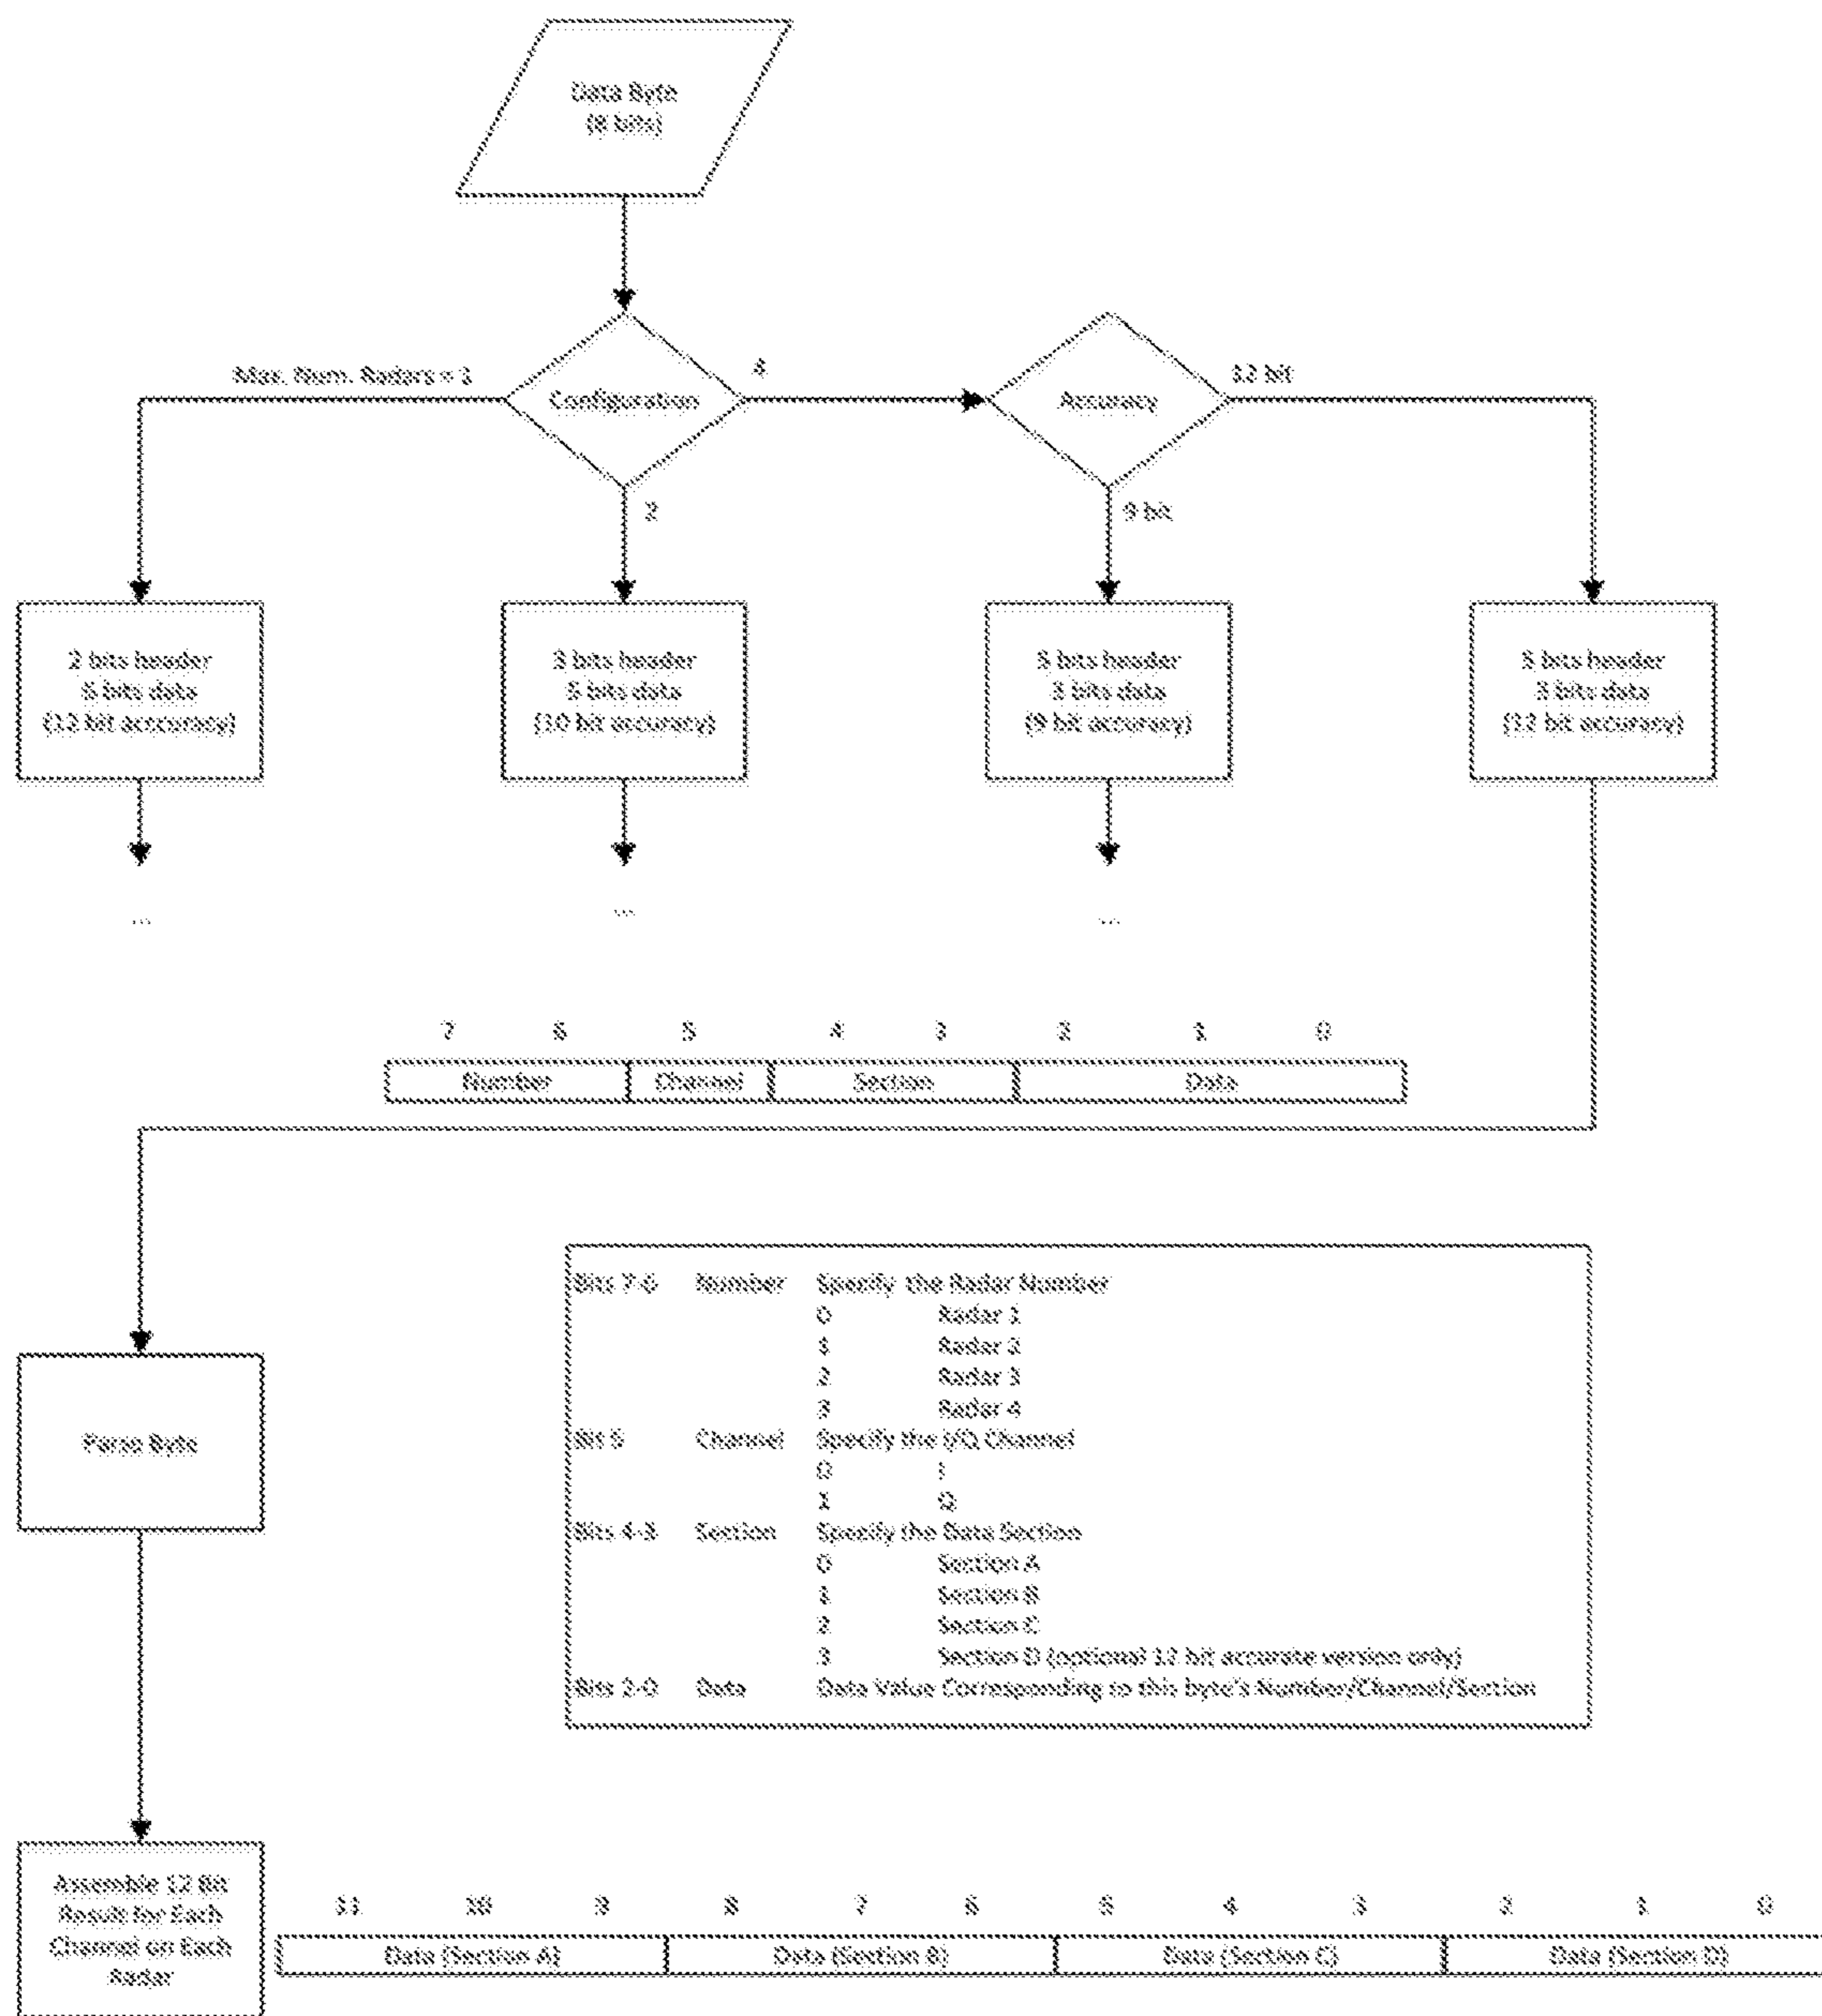 Data Byte
(8 bits)
Max. Num. Radars = 1
Configuration
4
Accuracy
12 bit
2
9 bit
2 bits header
6 bits data
(12 bit acccuracy)
3 bits header
5 bits data
(10 bit accuracy)
5 bits header
3 bits data
(9 bit accuracy)
5 bits header
3 bits data
(12 bit accuracy)
...
...
...
7 6 5 4 3 2 1 0
Number Channel Section Data
Bits 7-6 Number Specify the Radar Number
0 Radar 1
1 Radar 2
2 Radar 3
3 Radar 4
Bit 5 Channel Specify the I/Q Channel
0 I
1 Q
Bits 4-3 Section Specify the Data Section
0 Section A
1 Section B
2 Section C
3 Section D (optional 12 bit accurate version only)
Bits 2-0 Data Data Value Corresponding to this byte's Number/Channel/Section
Parse Byte
Assemble 12 Bit
Result for Each
Channel on Each
Radar
11 10 9 8 7 6 5 4 3 2 1 0
Data (Section A) Data (Section B) Data (Section C) Data (Section D)